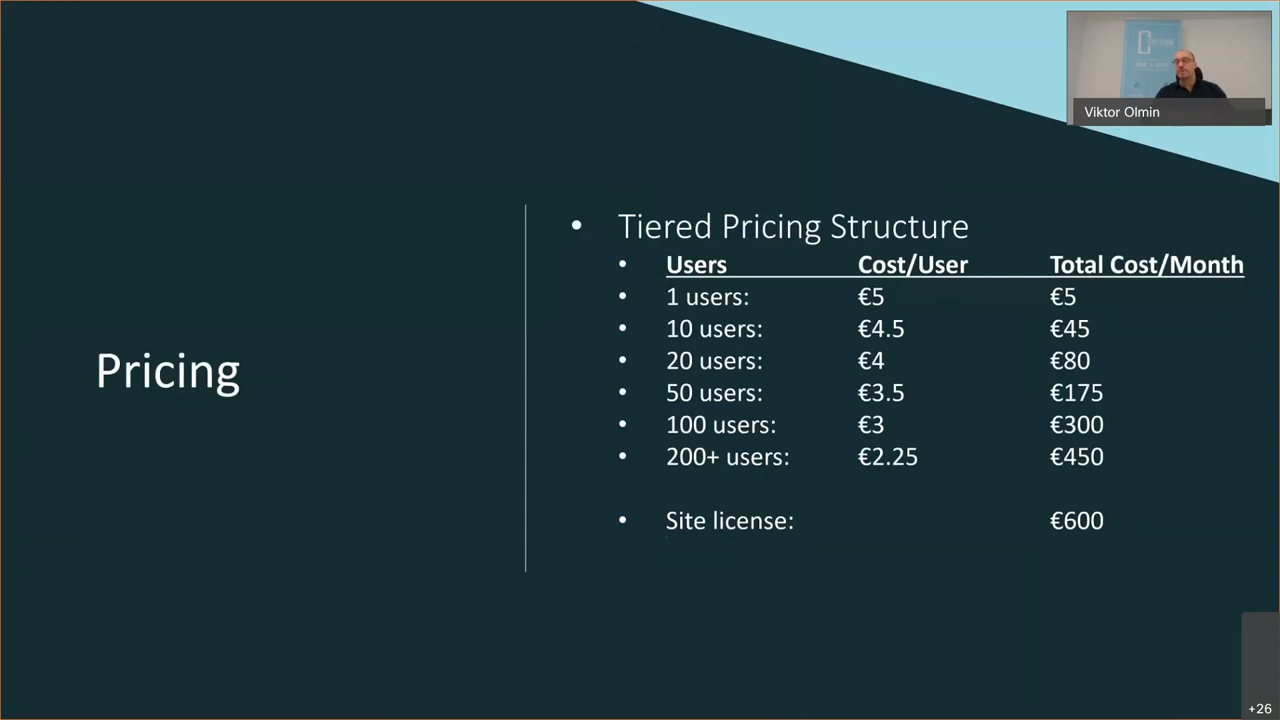 Viktor Olmin
Pricing
• Tiered Pricing Structure
• Users Cost/User Total Cost/Month
• 1 users: €5 €5
• 10 users: €4.5 €45
• 20 users: €4 €80
• 50 users: €3.5 €175
• 100 users: €3 €300
• 200+ users: €2.25 €450
• Site license: €600
+26